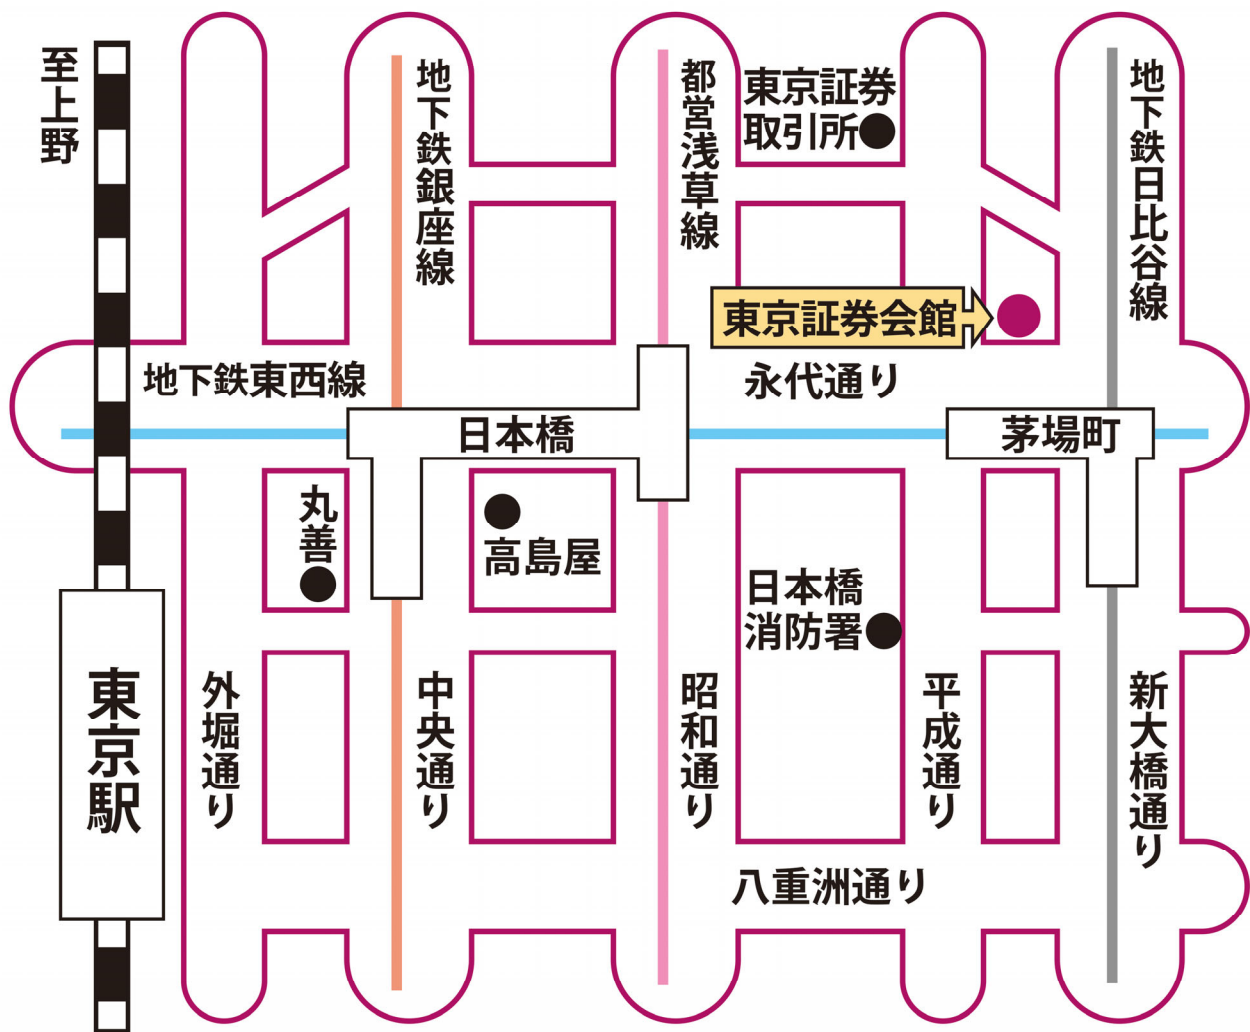 至上野
地下鉄銀座線
都営浅草線
東京証券
取引所
地下鉄日比谷線
東京証券会館
地下鉄東西線
永代通り
日本橋
茅場町
丸善
高島屋
日本橋
消防署
東京駅
外堀通り
中央通り
昭和通り
平成通り
新大橋通り
八重洲通り